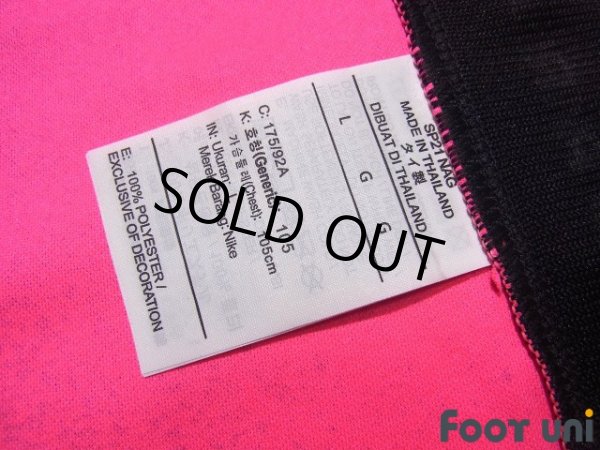 SP21 NAG
MADE IN THAILAND
タイ製
DIBUAT DI THAILAND
L
G
G
C: 175/92A
K: 호칭(Generic): 105
가슴둘레(Chest): 105cm
IN: Ukuran:
Merek Barang: Nike
E: 100% POLYESTER /
EXCLUSIVE OF DECORATION
SOLD OUT
FOOT uni